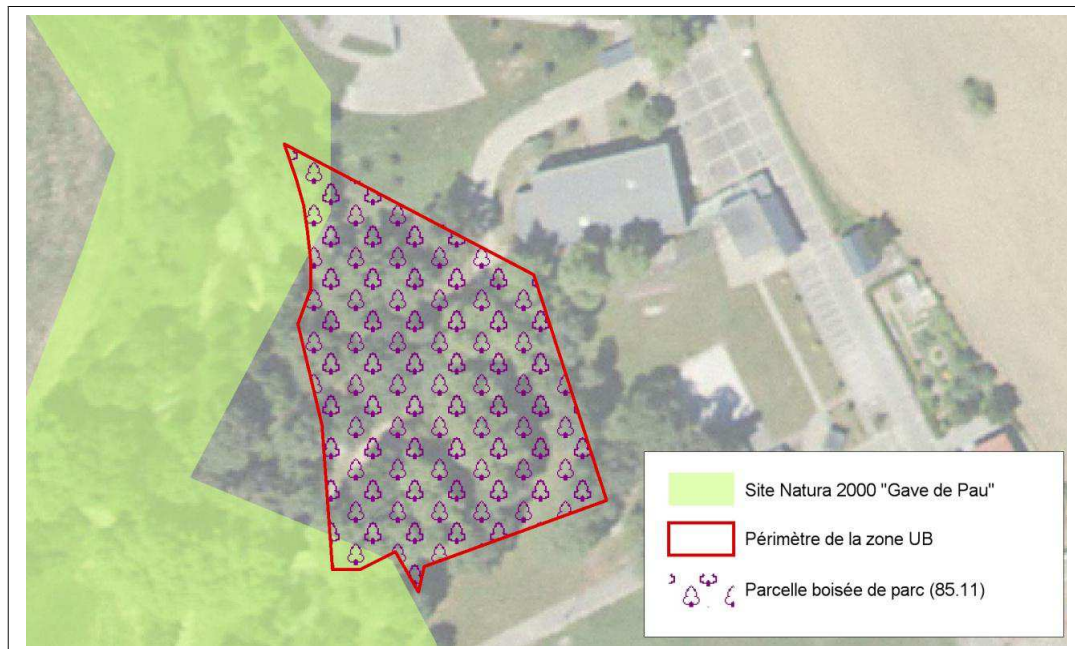 Site Natura 2000 "Gave de Pau"
Périmètre de la zone UB
Parcelle boisée de parc (85.11)